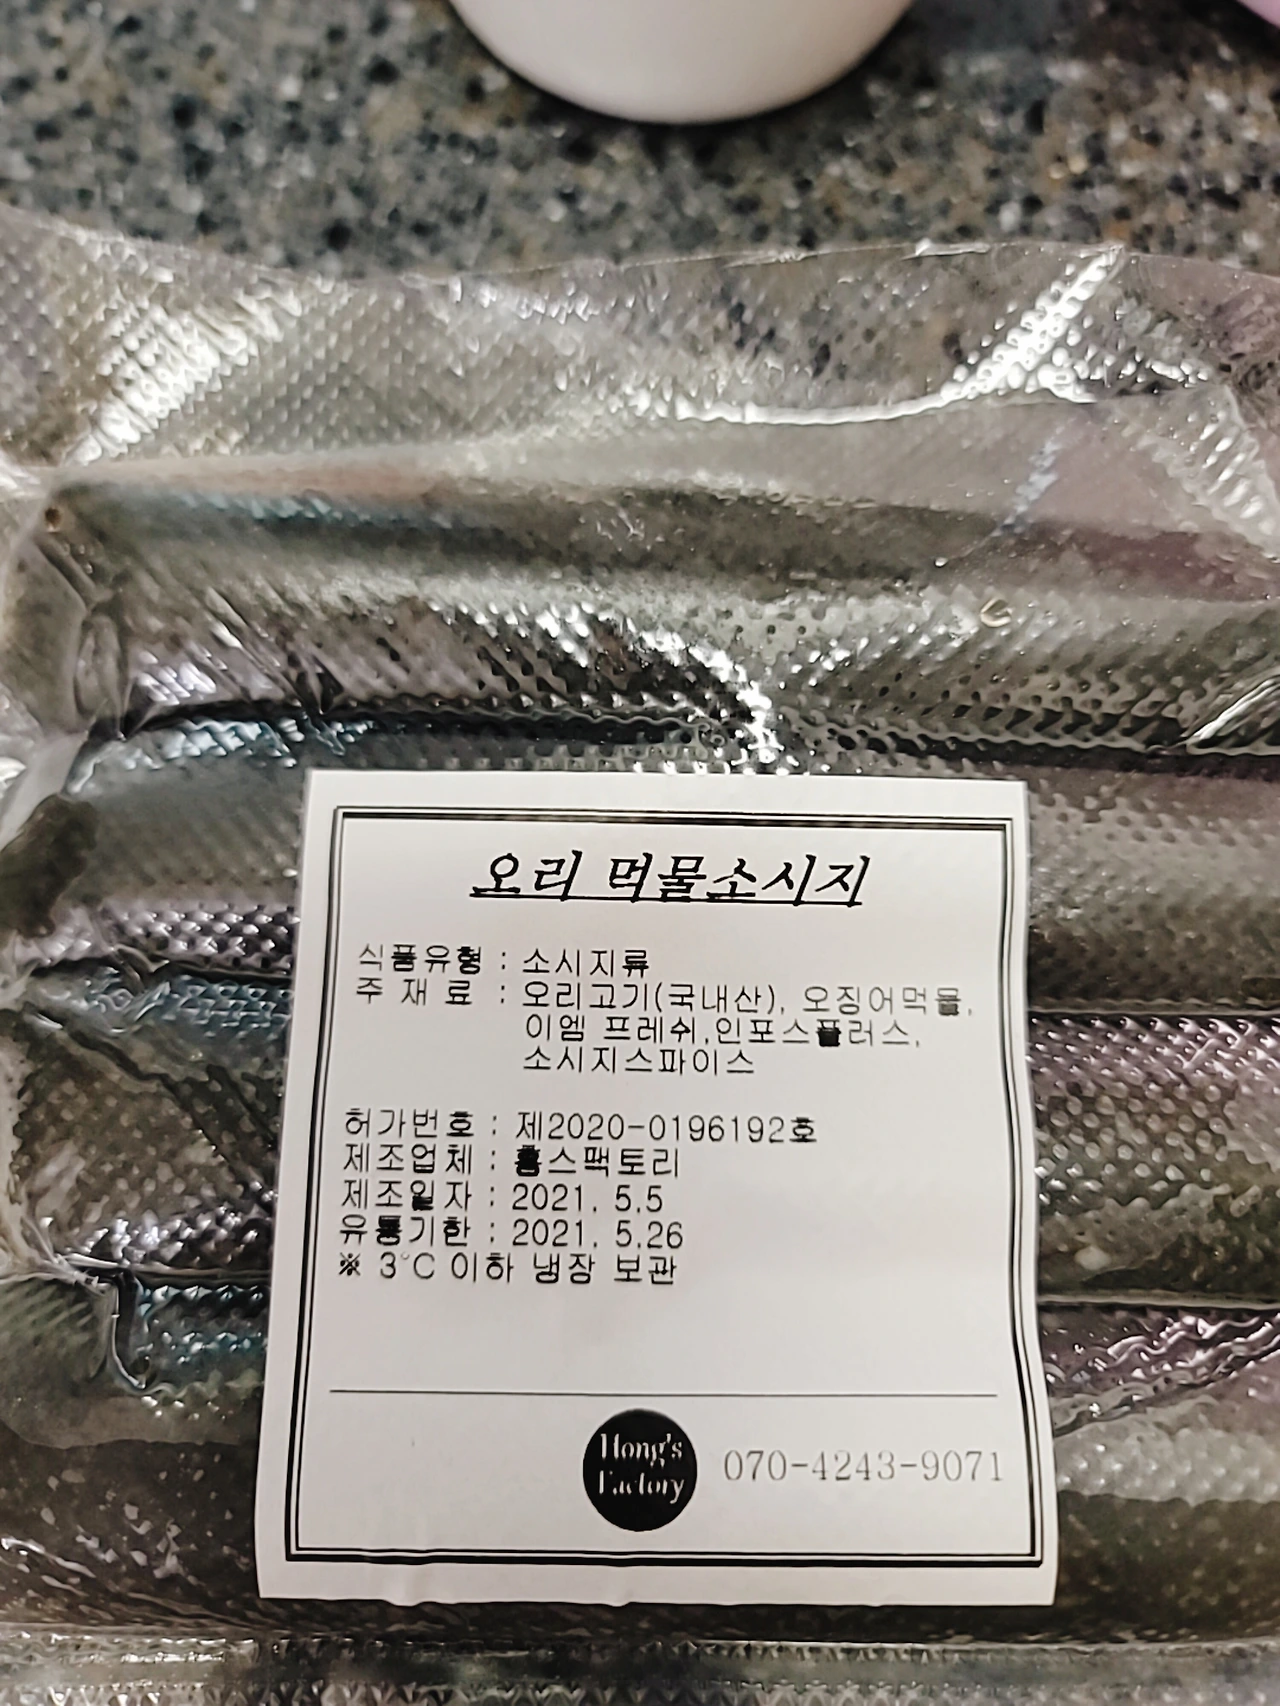 오리 먹물소시지
식품유형 : 소시지류
주 재 료 : 오리고기(국내산), 오징어먹물,
이엠 프레쉬,인포스플러스,
소시지스파이스
허가번호 : 제2020-0196192호
제조업체 : 홍스팩토리
제조일자 : 2021. 5.5
유통기한 : 2021. 5.26
※ 3°C 이하 냉장 보관
Hong's
Factory
070-4243-9071